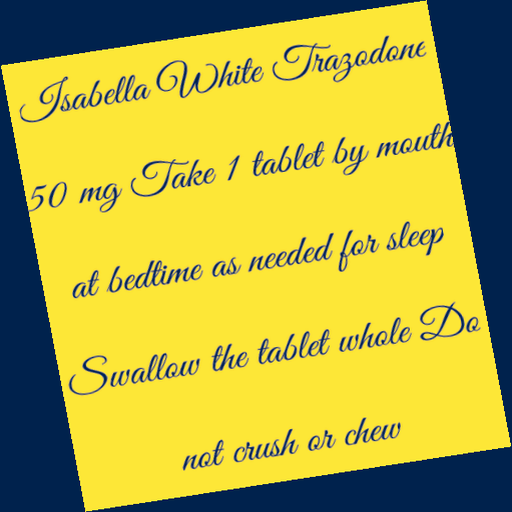 Isabella White Trazodone
50 mg Take 1 tablet by mouth
at bedtime as needed for sleep
Swallow the tablet whole Do
not crush or chew